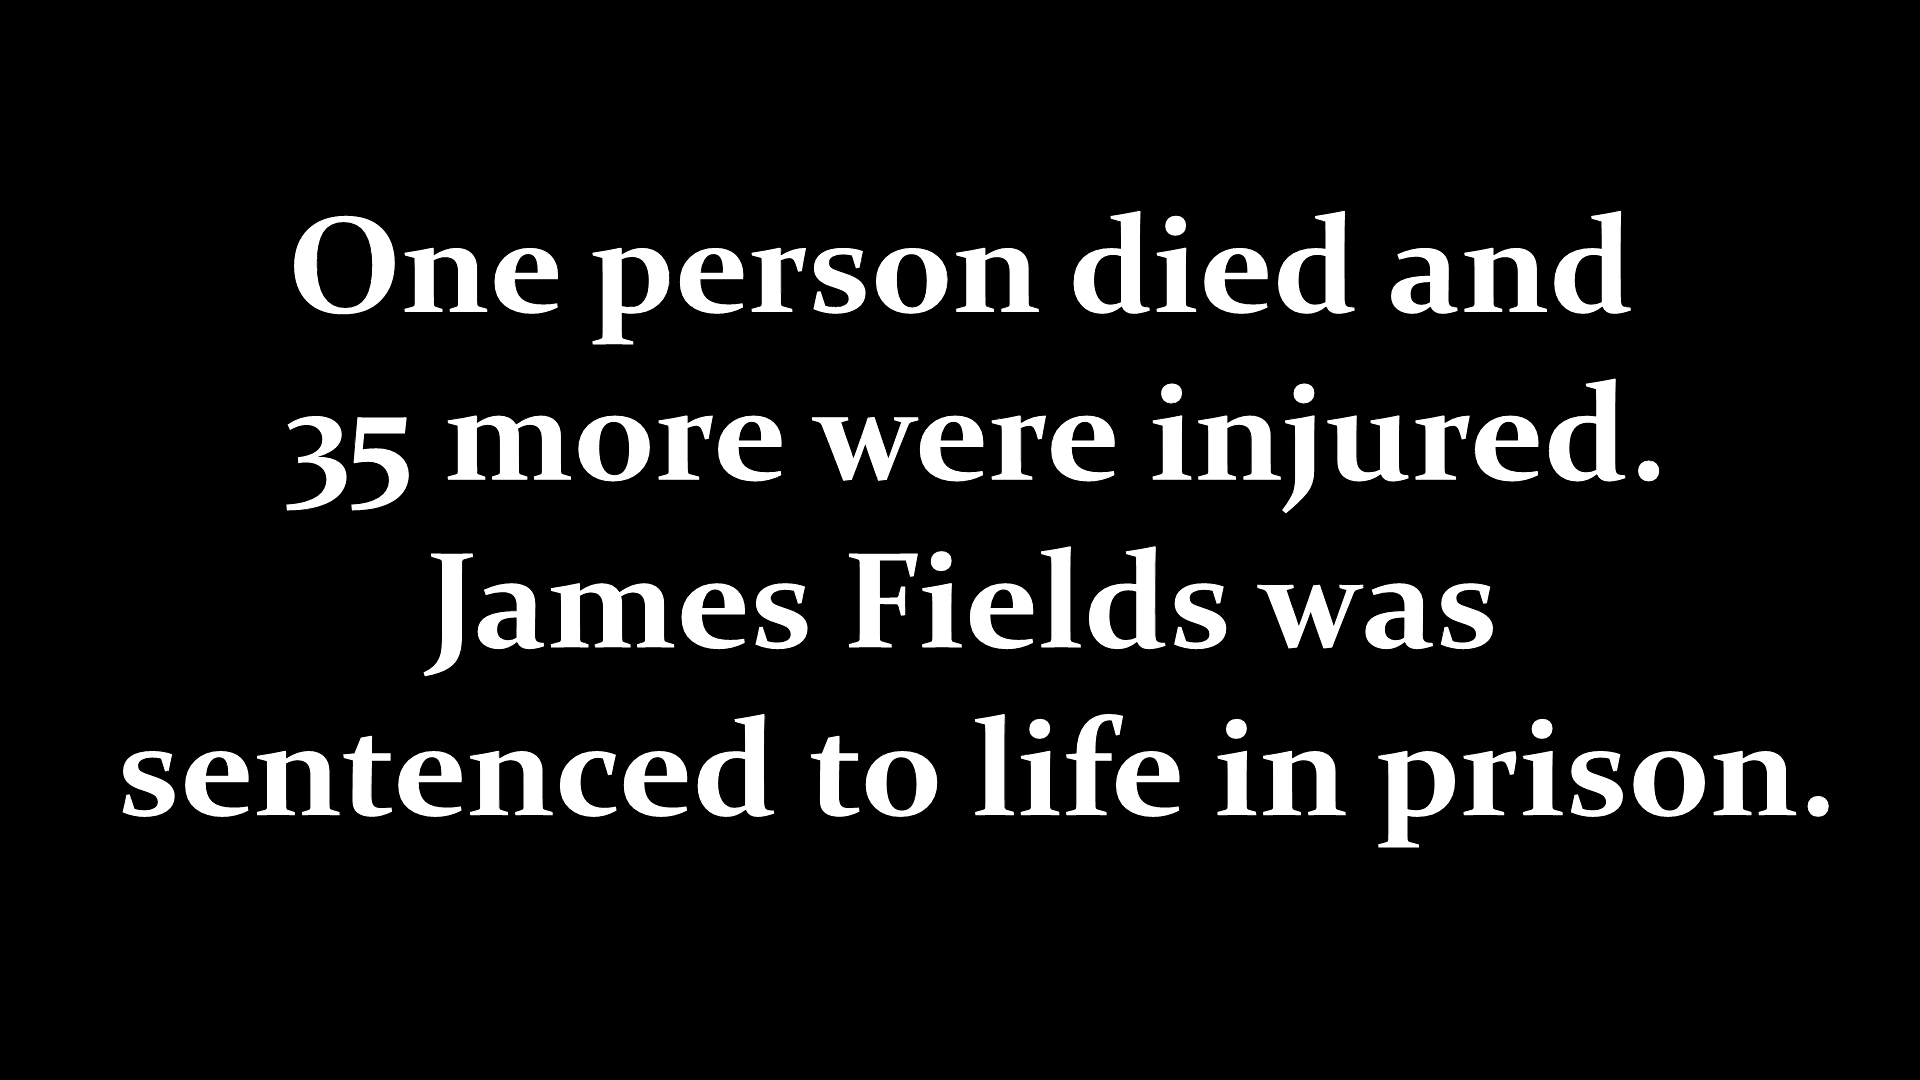 One person died and
35 more were injured.
James Fields was
sentenced to life in prison.